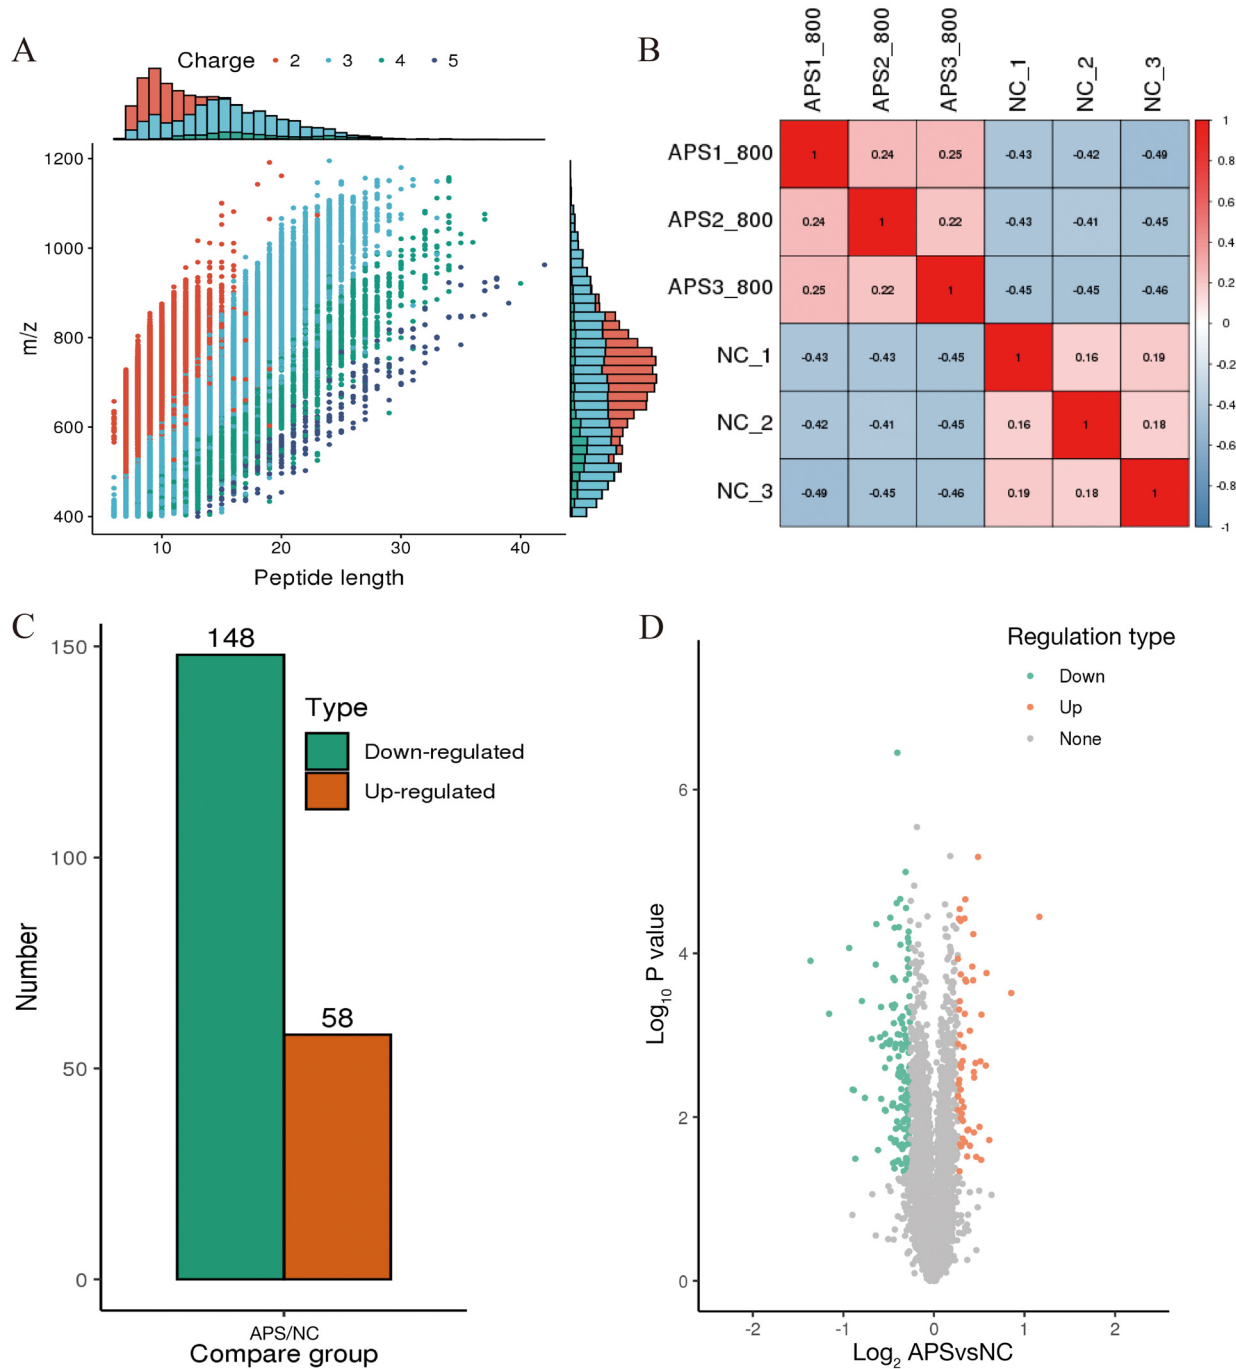 A
Charge 2 3 4 5
1200
1000
800
600
400
m/z
10 20 30 40
Peptide length
B
APS1_800 APS2_800 APS3_800 NC_1 NC_2 NC_3
APS1_800 1 0.24 0.25 -0.43 -0.42 -0.49
APS2_800 0.24 1 0.22 -0.43 -0.41 -0.45
APS3_800 0.25 0.22 1 -0.45 -0.45 -0.46
NC_1 -0.43 -0.43 -0.45 1 0.16 0.19
NC_2 -0.42 -0.41 -0.45 0.16 1 0.18
NC_3 -0.49 -0.45 -0.46 0.19 0.18 1
1
0.8
0.6
0.4
0.2
0
-0.2
-0.4
-0.6
-0.8
-1
C
150
100
50
0
Number
148
58
Type
Down-regulated
Up-regulated
APS/NC
Compare group
D
Regulation type
Down
Up
None
6
4
2
0
Log10 P value
-2 -1 0 1 2
Log2 APSvsNC